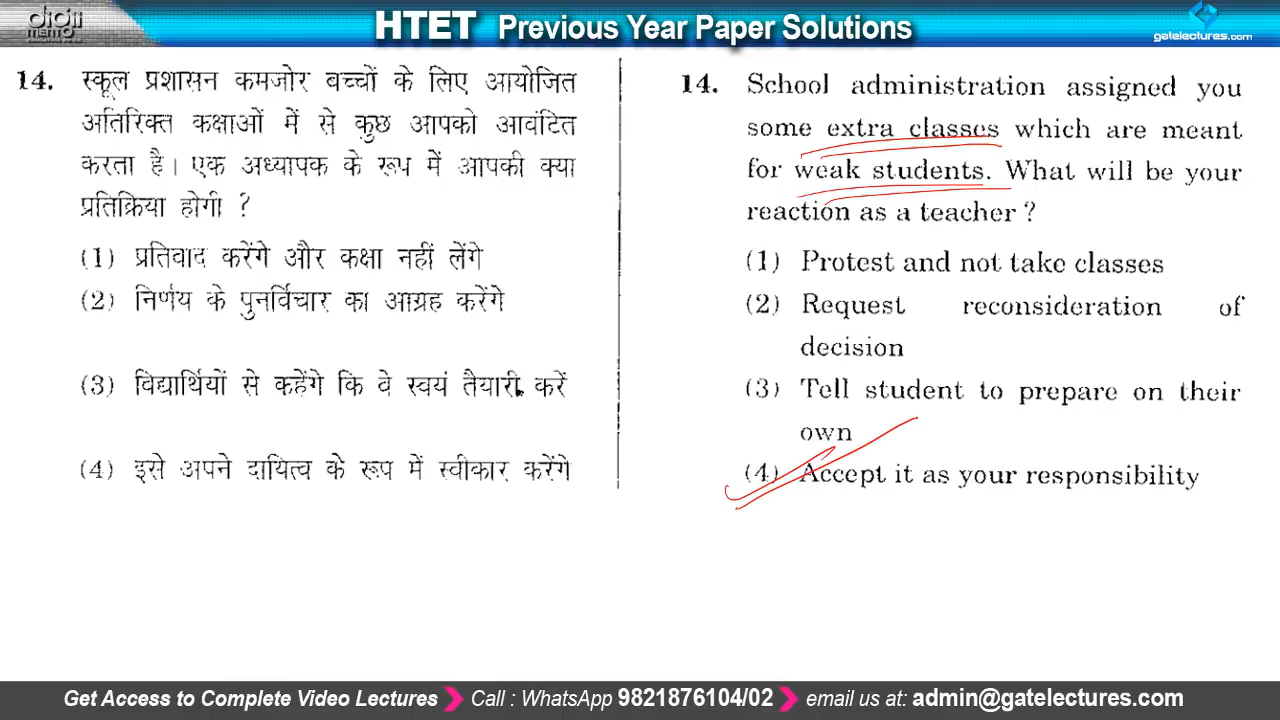 digii
mento
HTET Previous Year Paper Solutions
gatelectures.com
14. स्कूल प्रशासन कमजोर बच्चों के लिए आयोजित
अतिरिक्त कक्षाओं में से कुछ आपको आवंटित
करता है। एक अध्यापक के रूप में आपकी क्या
प्रतिक्रिया होगी ?
(1) प्रतिवाद करेंगे और कक्षा नहीं लेंगे
(2) निर्णय के पुनर्विचार का आग्रह करेंगे
(3) विद्यार्थियों से कहेंगे कि वे स्वयं तैयारी करें
(4) इसे अपने दायित्व के रूप में स्वीकार करेंगे
14. School administration assigned you
some extra classes which are meant
for weak students. What will be your
reaction as a teacher ?
(1) Protest and not take classes
(2) Request reconsideration of
decision
(3) Tell student to prepare on their
own
(4) Accept it as your responsibility
Get Access to Complete Video Lectures Call : WhatsApp 9821876104/02 email us at: admin@gatelectures.com